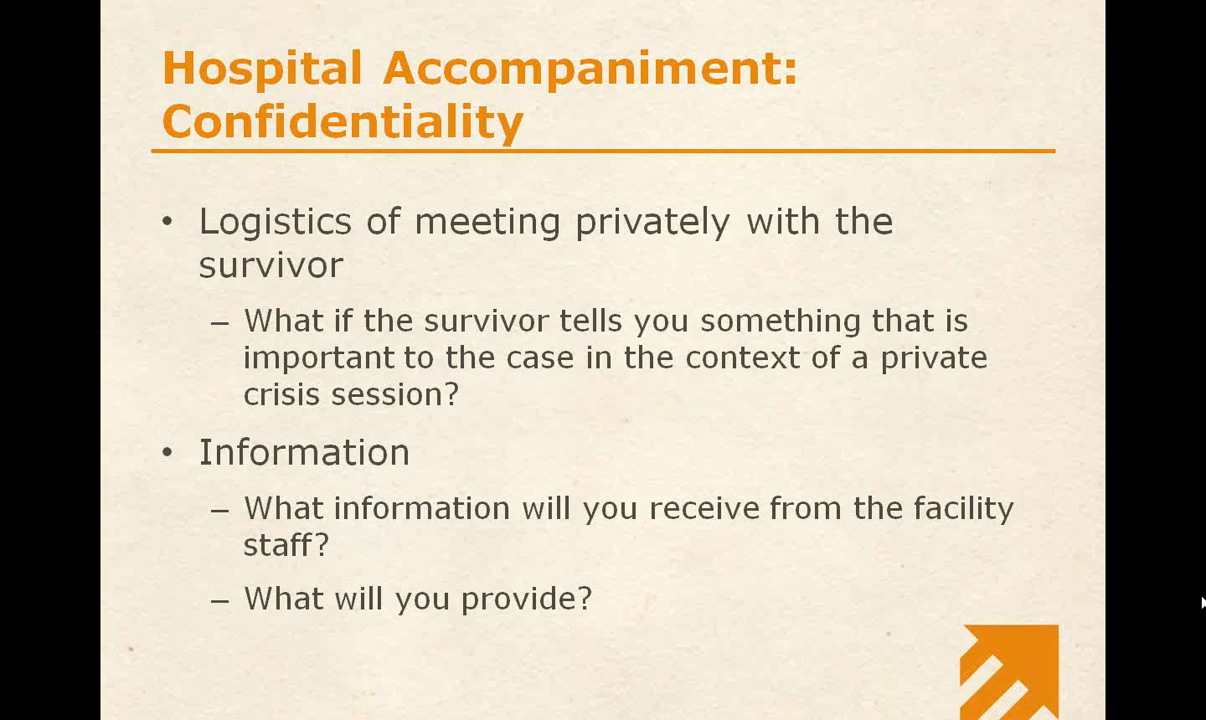 Hospital Accompaniment:
Confidentiality
• Logistics of meeting privately with the
survivor
– What if the survivor tells you something that is
important to the case in the context of a private
crisis session?
• Information
– What information will you receive from the facility
staff?
– What will you provide?